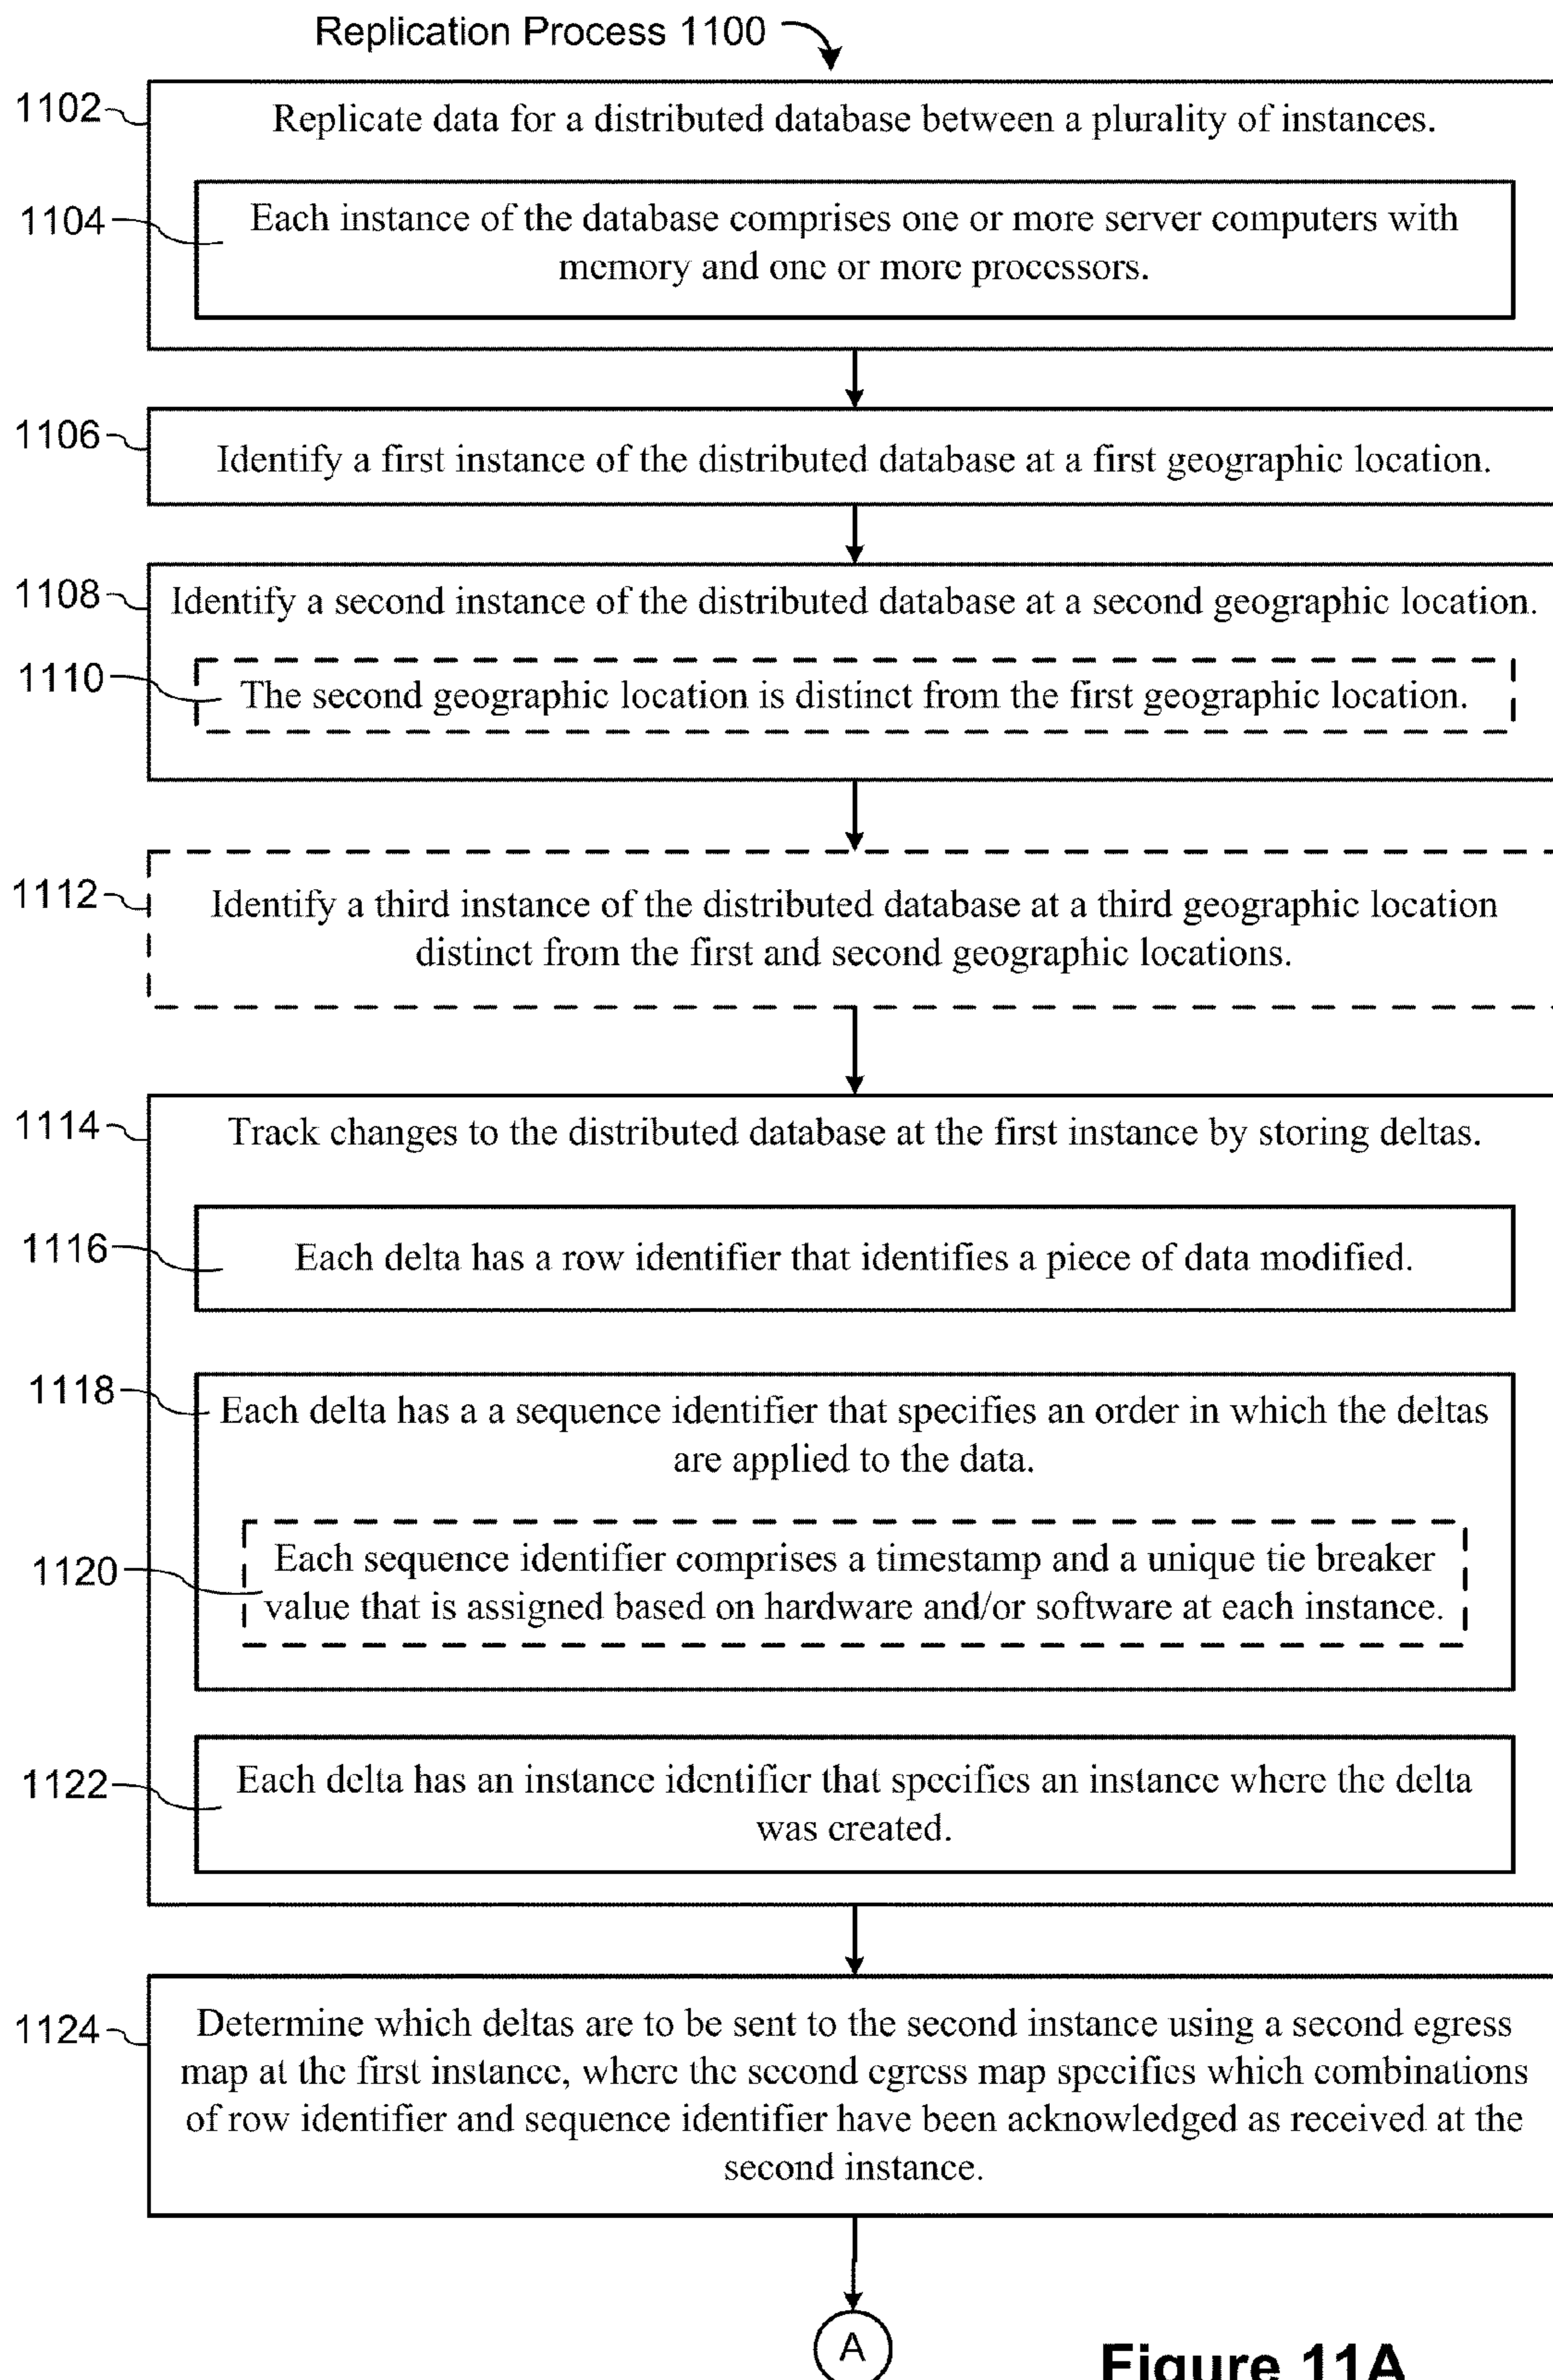 Replication Process 1100
1102
Replicate data for a distributed database between a plurality of instances.
1104
Each instance of the database comprises one or more server computers with
memory and one or more processors.
1106
Identify a first instance of the distributed database at a first geographic location.
1108
Identify a second instance of the distributed database at a second geographic location.
1110
The second geographic location is distinct from the first geographic location.
1112
Identify a third instance of the distributed database at a third geographic location
distinct from the first and second geographic locations.
1114
Track changes to the distributed database at the first instance by storing deltas.
1116
Each delta has a row identifier that identifies a piece of data modified.
1118
Each delta has a a sequence identifier that specifies an order in which the deltas
are applied to the data.
1120
Each sequence identifier comprises a timestamp and a unique tie breaker
value that is assigned based on hardware and/or software at each instance.
1122
Each delta has an instance identifier that specifies an instance where the delta
was created.
1124
Determine which deltas are to be sent to the second instance using a second egress
map at the first instance, where the second egress map specifies which combinations
of row identifier and sequence identifier have been acknowledged as received at the
second instance.
A
Figure 11A